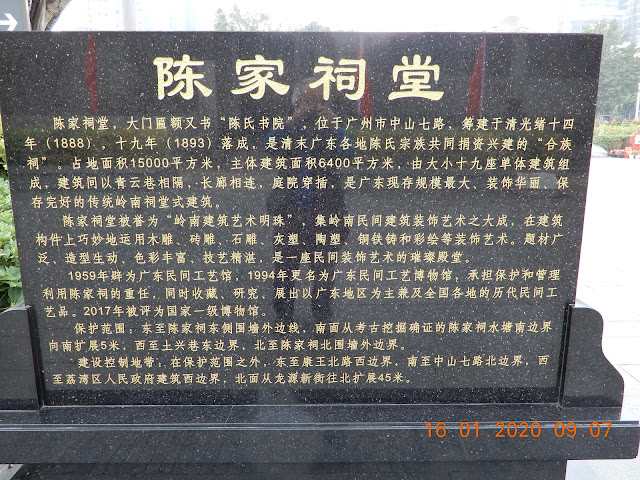 陈家祠堂
陈家祠堂，大门匾额又书“陈氏书院”，位于广州市中山七路，筹建于清光绪十四
年（1888），十九年（1893）落成，是清末广东各地陈氏宗族共同捐资兴建的“合族
祠”。占地面积15000平方米，主体建筑面积6400平方米，由大小十九座单体建筑组
成，建筑间以青云巷相隔，长廊相连，庭院穿插，是广东现存规模最大、装饰华丽、保
存完好的传统岭南祠堂式建筑。
陈家祠堂被誉为“岭南建筑艺术明珠”，集岭南民间建筑装饰艺术之大成，在建筑
构件上巧妙地运用木雕、砖雕、石雕、灰塑、陶塑、铜铁铸和彩绘等装饰艺术。题材广
泛、造型生动、色彩丰富、技艺精湛，是一座民间装饰艺术的璀璨殿堂。
1959年辟为广东民间工艺馆，1994年更名为广东民间工艺博物馆，承担保护和管理
利用陈家祠的重任，同时收藏、研究、展出以广东地区为主兼及全国各地的历代民间工
艺品。2017年被评为国家一级博物馆。
保护范围：东至陈家祠东侧围墙外边线，南面从考古挖掘确证的陈家祠水塘南边界
向南扩展5米，西至土兴巷东边界，北至陈家祠北围墙外边界。
建设控制地带：在保护范围之外，东至康王北路西边界，南至中山七路北边界，西
至荔湾区人民政府建筑西边界，北面从龙源新街往北扩展45米。
16.01.2020 09:07